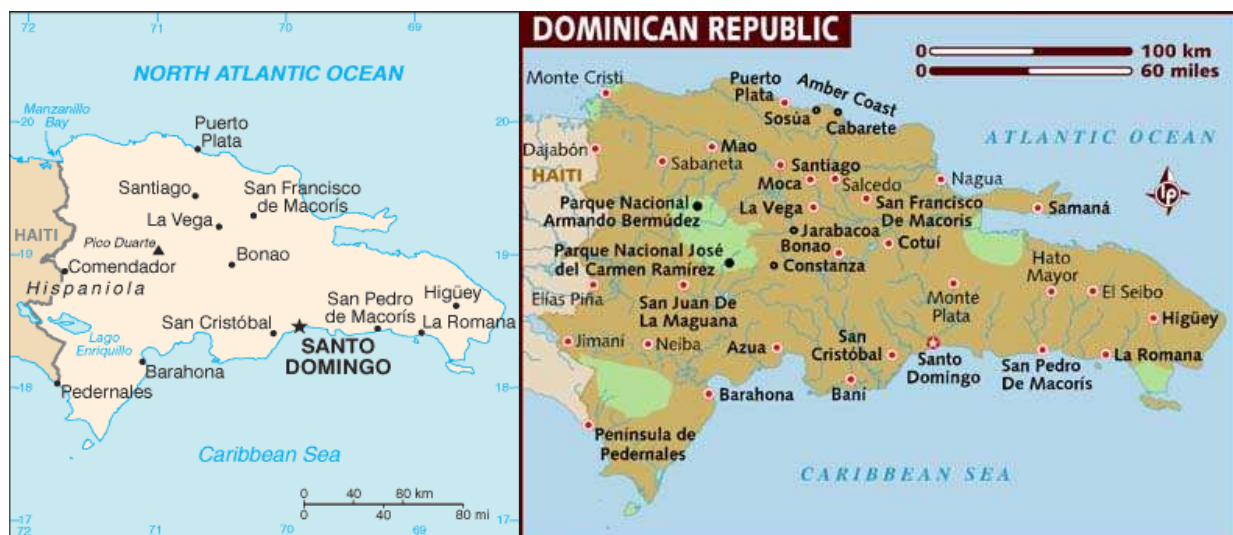 72
71
70
69
NORTH ATLANTIC OCEAN
Manzanillo
Bay
20
20
Puerto
Plata
Santiago
San Francisco
de Macorís
La Vega
HAITI
Pico Duarte
19
19
Bonao
Comendador
Hispaniola
San Pedro
de Macorís
Higüey
San Cristóbal
La Romana
Lago
Enriquillo
SANTO
DOMINGO
Barahona
18
18
Pedernales
Caribbean Sea
0 40 80 km
0 40 80 mi
17
17
72
71
70
69
DOMINICAN REPUBLIC
0 100 km
0 60 miles
Monte Cristi
Puerto
Plata
Amber Coast
Sosúa
Cabarete
ATLANTIC OCEAN
Dajabón
Mao
Sabaneta
Santiago
HAITI
Moca
Salcedo
Nagua
lp
Parque Nacional
Armando Bermúdez
La Vega
San Francisco
De Macoris
Samaná
Jarabacoa
Parque Nacional José
del Carmen Ramírez
Bonao
Cotuí
Constanza
Hato
Mayor
Elías Piña
San Juan De
La Maguana
Monte
Plata
El Seibo
Higüey
Jimaní
Neiba
Azua
San
Cristóbal
Santo
Domingo
San Pedro
De Macorís
La Romana
Barahona
Bani
Península de
Pedernales
CARIBBEAN SEA